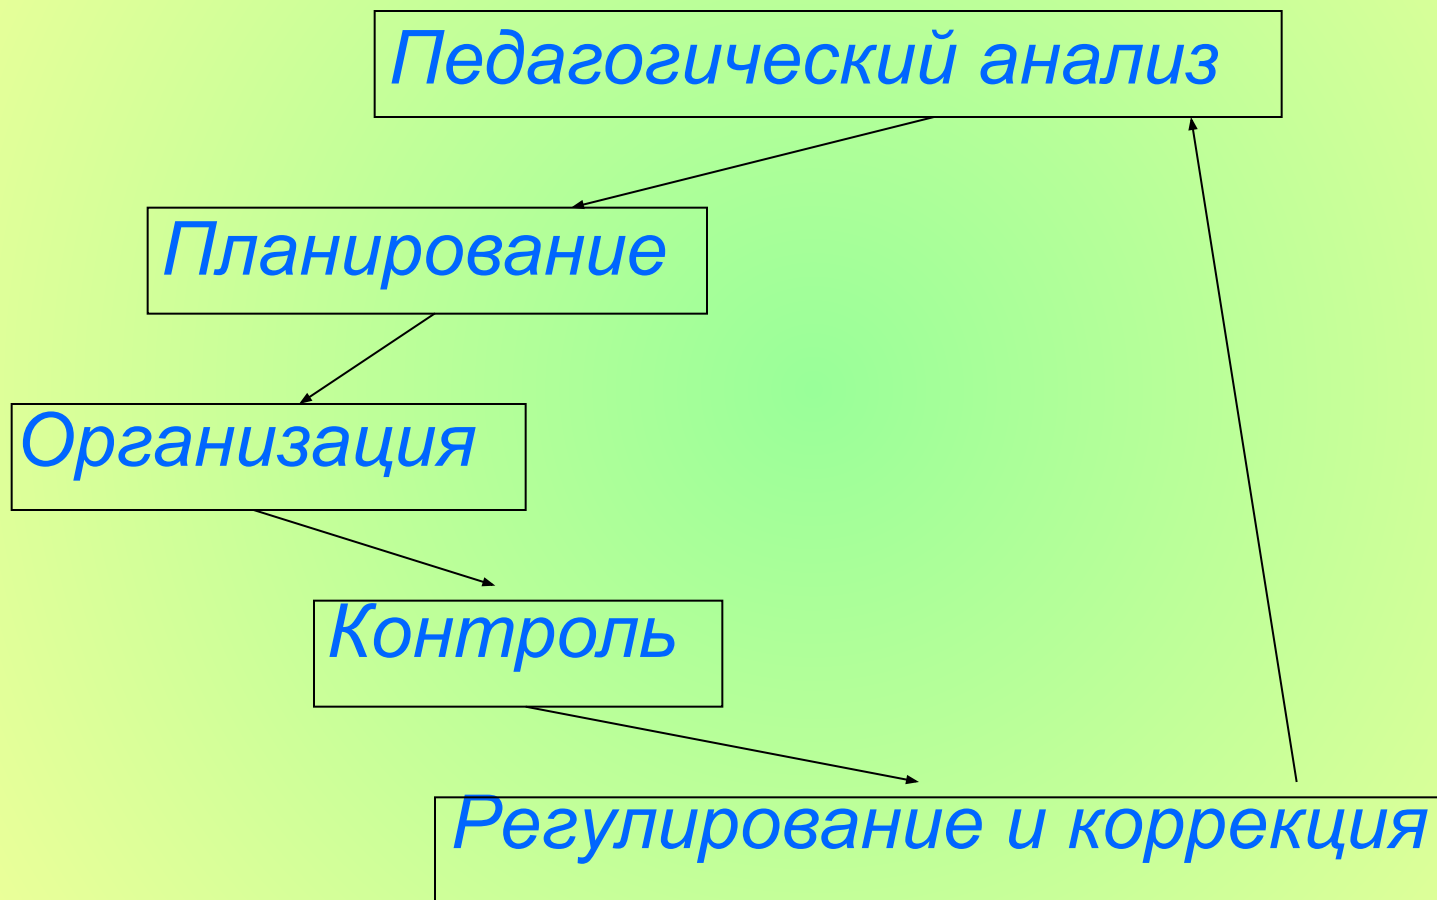 Педагогический анализ
Планирование
Организация
Контроль
Регулирование и коррекция